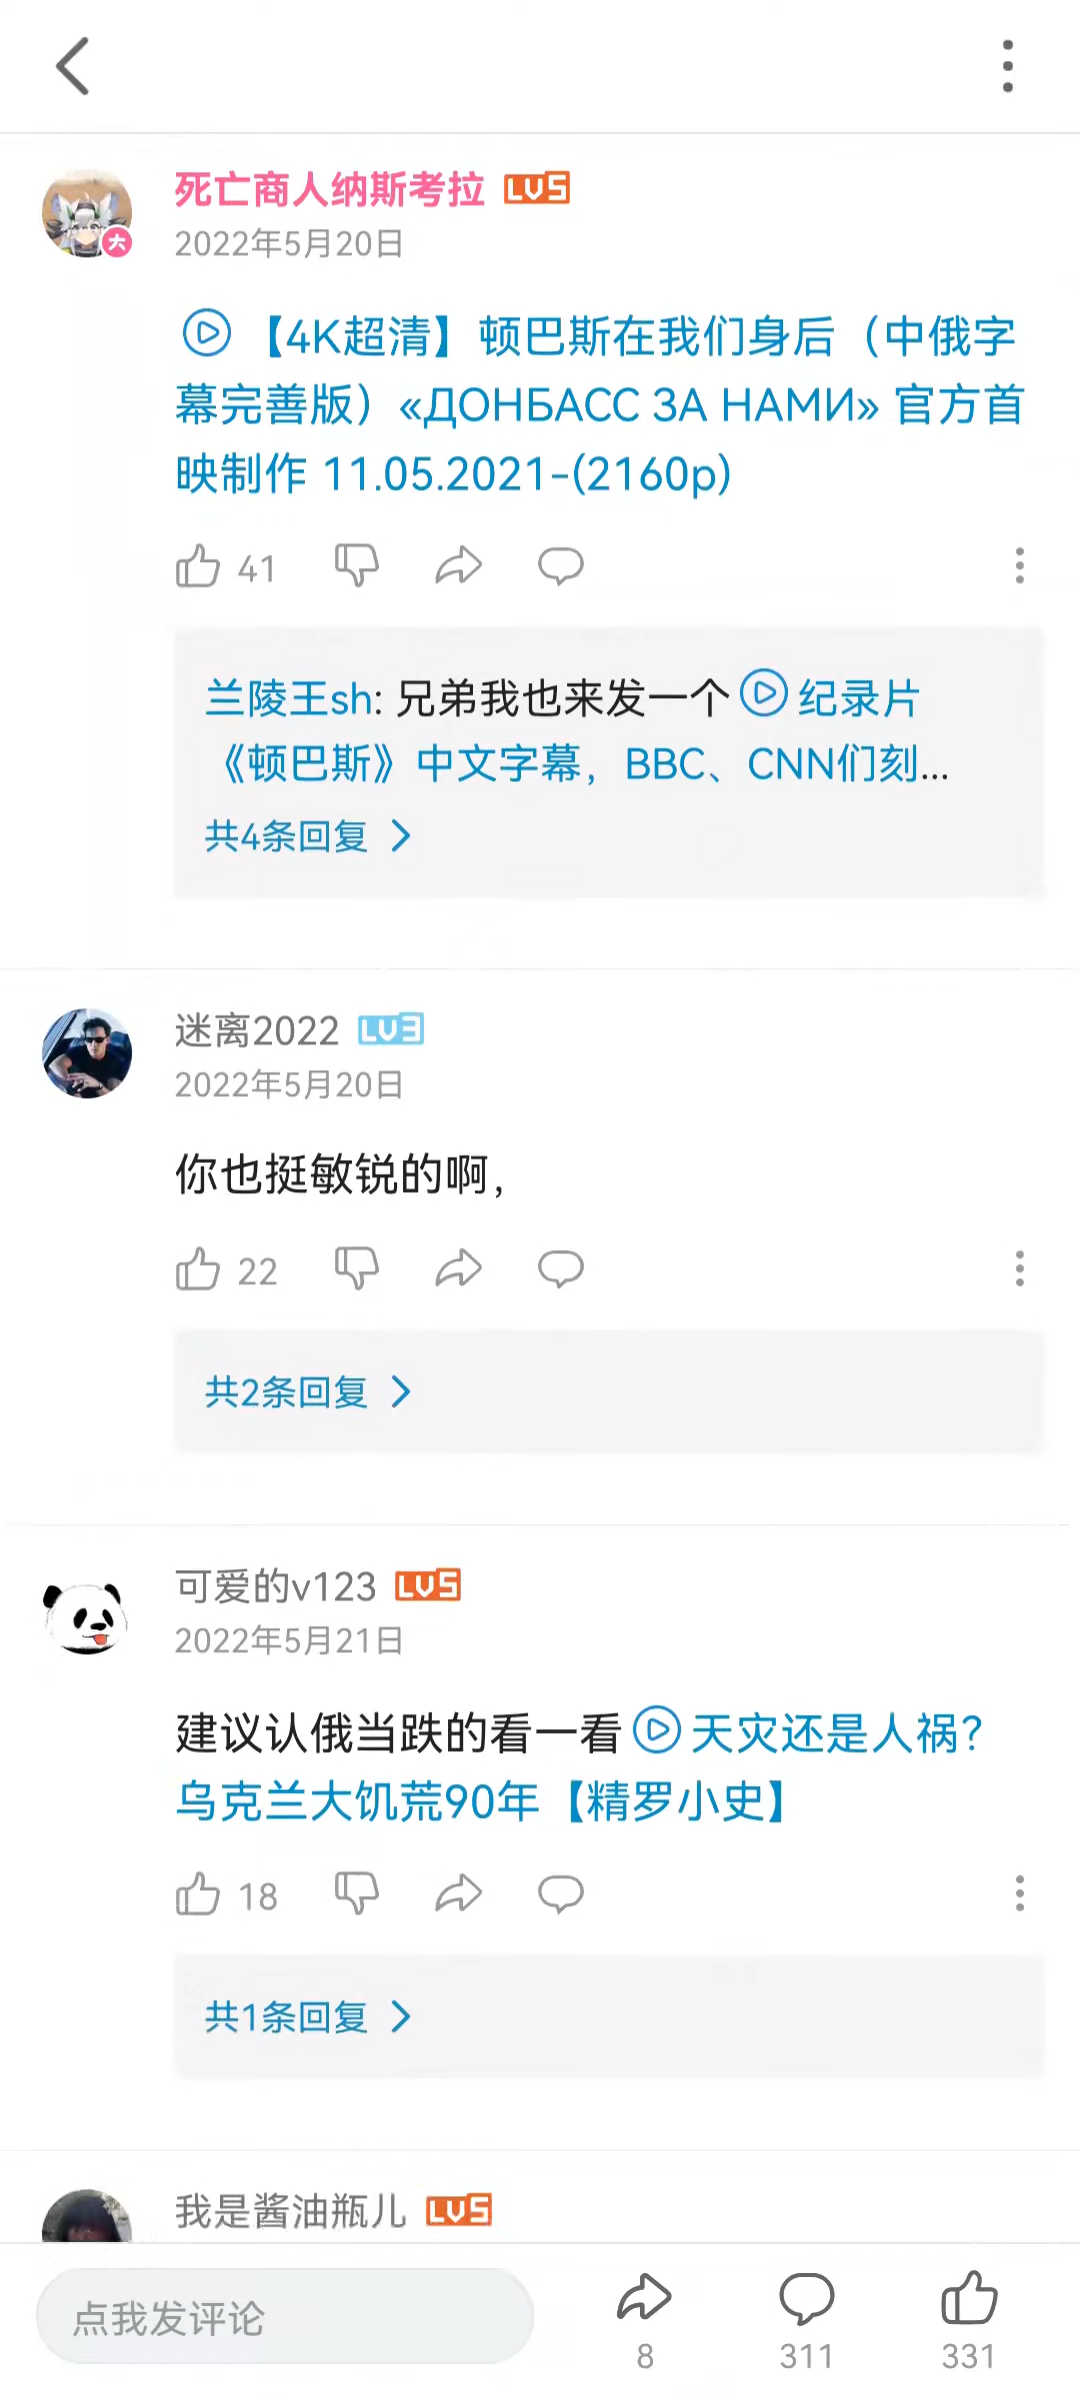 死亡商人纳斯考拉 LV5
大
2022年5月20日
【4K超清】顿巴斯在我们身后（中俄字
幕完善版）«ДОНБАСС ЗА НАМИ» 官方首
映制作 11.05.2021-(2160p)
41
兰陵王sh: 兄弟我也来发一个 纪录片
《顿巴斯》中文字幕，BBC、CNN们刻...
共4条回复
迷离2022 LV3
2022年5月20日
你也挺敏锐的啊，
22
共2条回复
可爱的v123 LV5
2022年5月21日
建议认俄当跌的看一看 天灾还是人祸？
乌克兰大饥荒90年【精罗小史】
18
共1条回复
我是酱油瓶儿 LV5
点我发评论
8
311
331